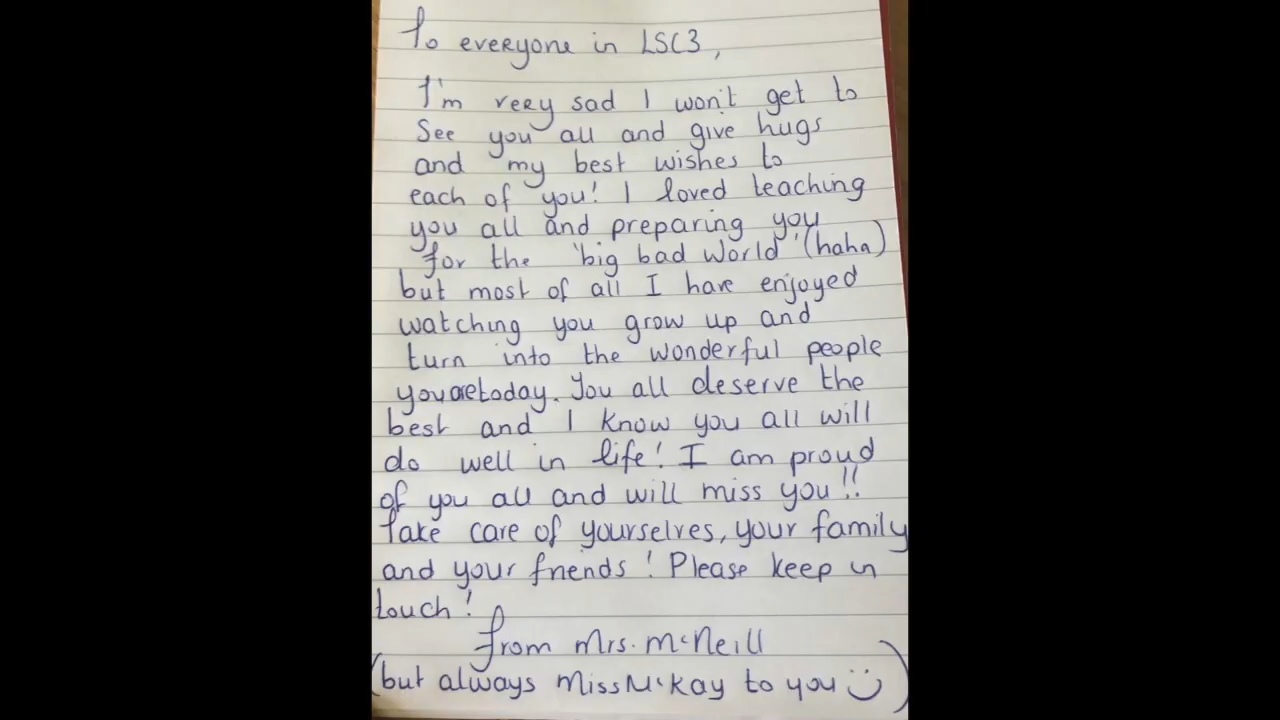 To everyone in LSC3,
I'm very sad I won't get to
See you all and give hugs
and my best wishes to
each of you! I loved teaching
you all and preparing you
for the 'big bad world' (haha)
but most of all I have enjoyed
watching you grow up and
turn into the wonderful people
you are today. You all deserve the
best and I know you all will
do well in life! I am proud
of you all and will miss you!!
Take care of yourselves, your family
and your friends! Please keep in
touch!
from Mrs. McNeill
(but always Miss McKay to you :))